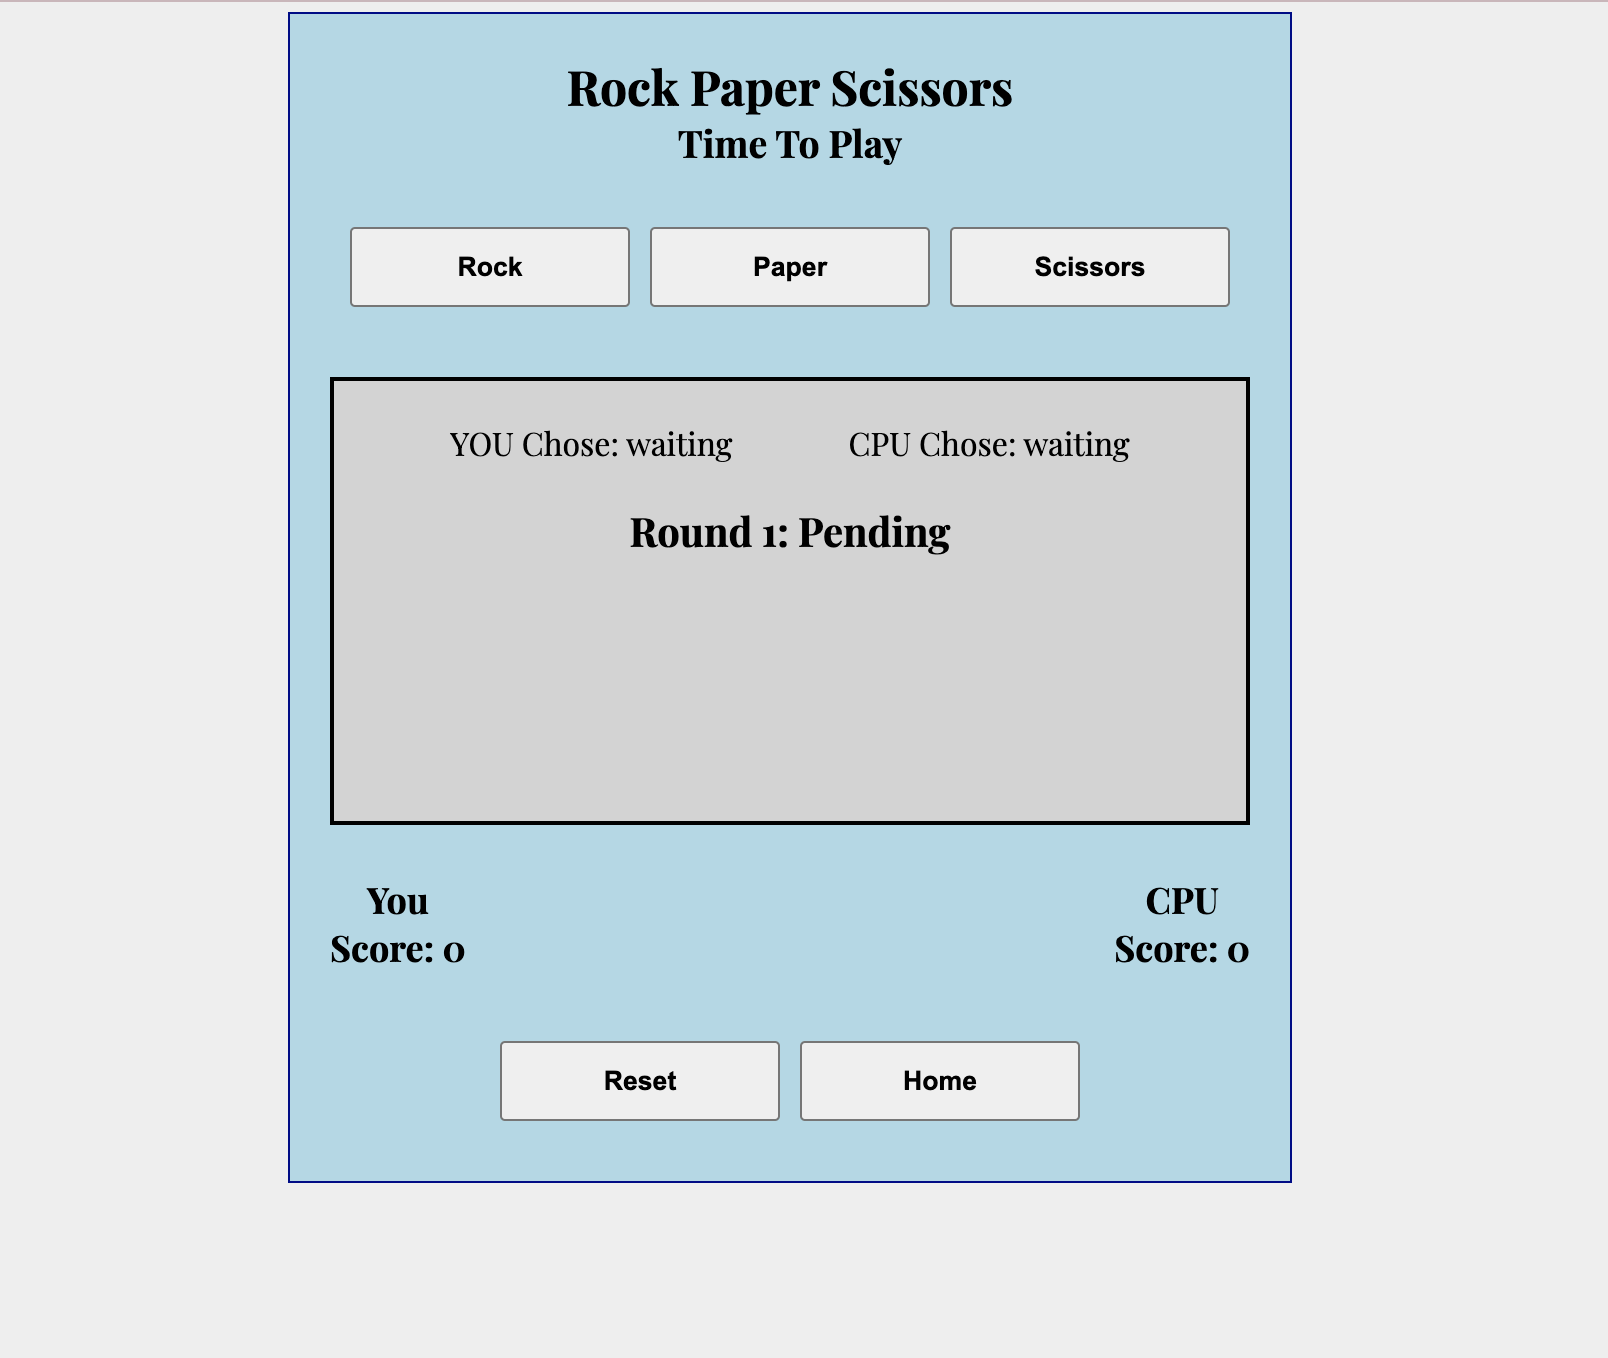 Rock Paper Scissors
Time To Play
Rock Paper Scissors
YOU Chose: waiting CPU Chose: waiting
Round 1: Pending
You CPU
Score: 0 Score: 0
Reset Home